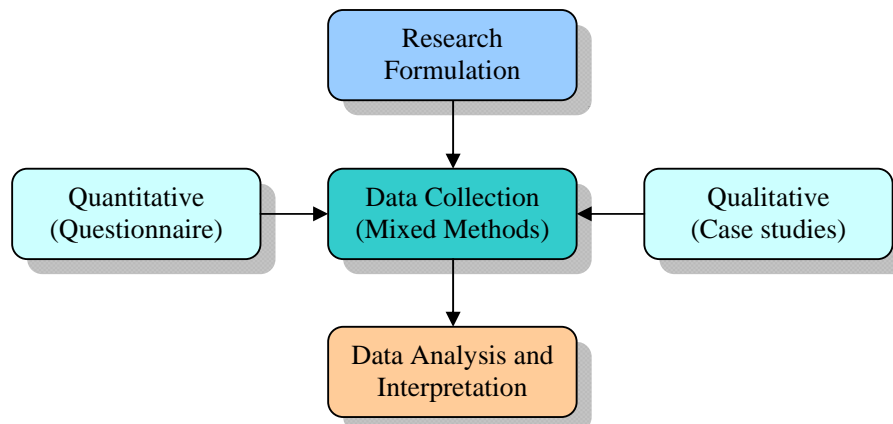 Research
Formulation
Quantitative
(Questionnaire)
Data Collection
(Mixed Methods)
Qualitative
(Case studies)
Data Analysis and
Interpretation